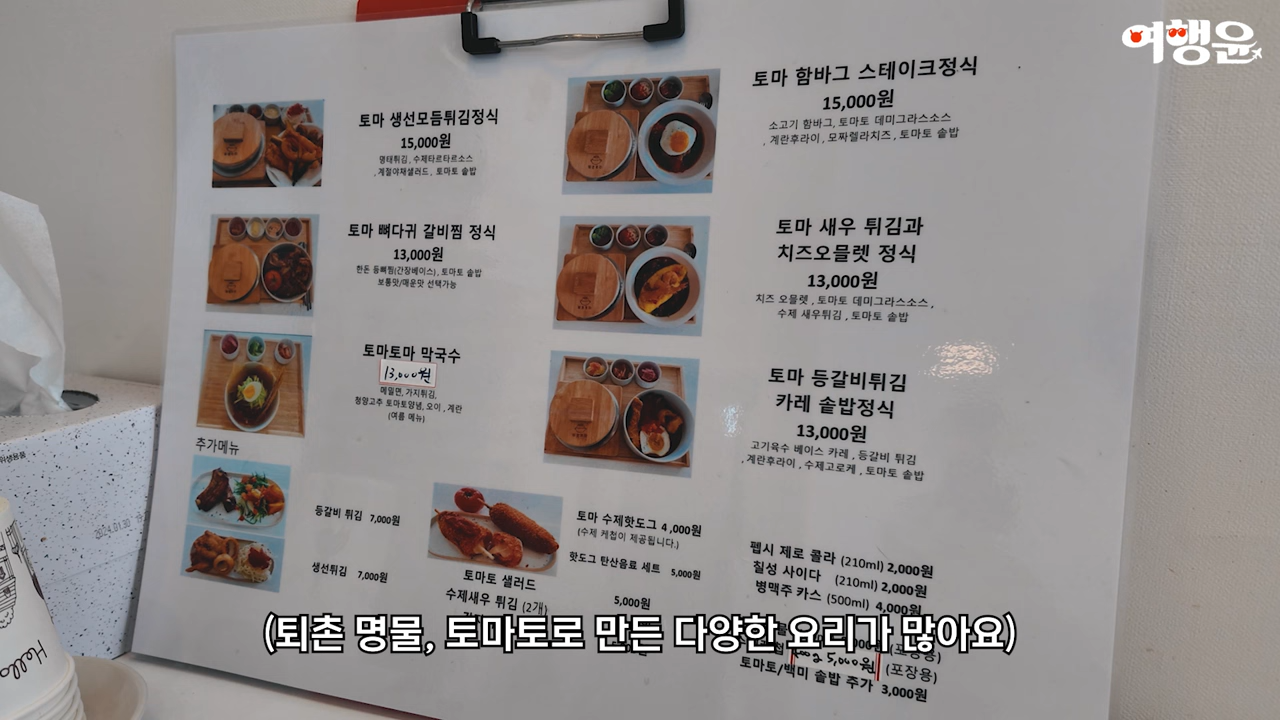 여행윤
토마 생선모듬튀김정식
15,000원
명태튀김, 수제타르타르소스
, 계절야채샐러드, 토마토 솥밥
토마 뼈다귀 갈비찜 정식
13,000원
한돈 등뼈찜(간장베이스), 토마토 솥밥
보통맛/매운맛 선택가능
토마토마 막국수
13,000원
메밀면, 가지튀김,
청양고추 토마토양념, 오이, 계란
(여름 메뉴)
추가메뉴
등갈비 튀김 7,000원
생선튀김 7,000원
토마 함바그 스테이크정식
15,000원
소고기 함바그, 토마토 데미그라스소스
, 계란후라이, 모짜렐라치즈, 토마토 솥밥
토마 새우 튀김과
치즈오믈렛 정식
13,000원
치즈 오믈렛, 토마토 데미그라스소스,
수제 새우튀김, 토마토 솥밥
토마 등갈비튀김
카레 솥밥정식
13,000원
고기육수 베이스 카레, 등갈비 튀김
, 계란후라이, 수제고로케, 토마토 솥밥
토마 수제핫도그 4,000원
(수제 케첩이 제공됩니다.)
핫도그 탄산음료 세트 5,000원
토마토 샐러드 5,000원
수제새우 튀김 (2개)
펩시 제로 콜라 (210ml) 2,000원
칠성 사이다 (210ml) 2,000원
병맥주 카스 (500ml) 4,000원
5,000원 (포장용)
토마토/백미 솥밥 추가 3,000원
(퇴촌 명물, 토마토로 만든 다양한 요리가 많아요)
2024.01.30
Hello